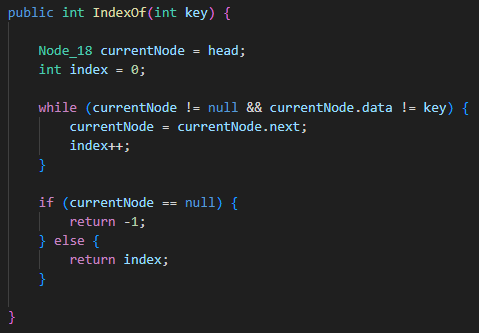 public int IndexOf(int key) {
Node_18 currentNode = head;
int index = 0;
while (currentNode != null && currentNode.data != key) {
currentNode = currentNode.next;
index++;
}
if (currentNode == null) {
return -1;
} else {
return index;
}
}